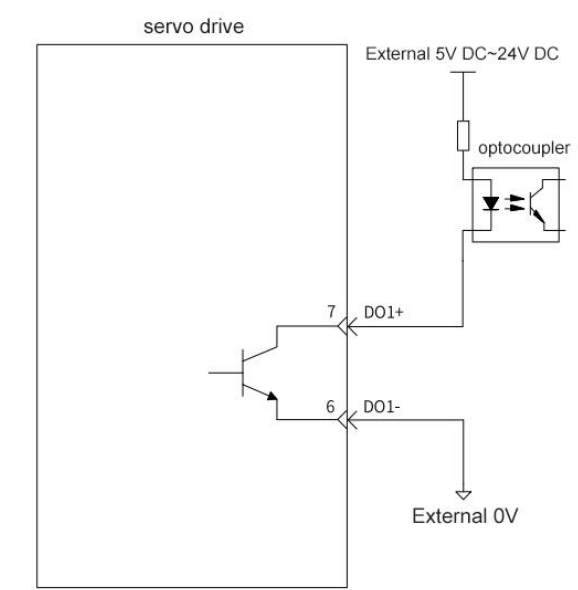 servo drive
External 5V DC~24V DC
optocoupler
7 DO1+
6 DO1-
External 0V